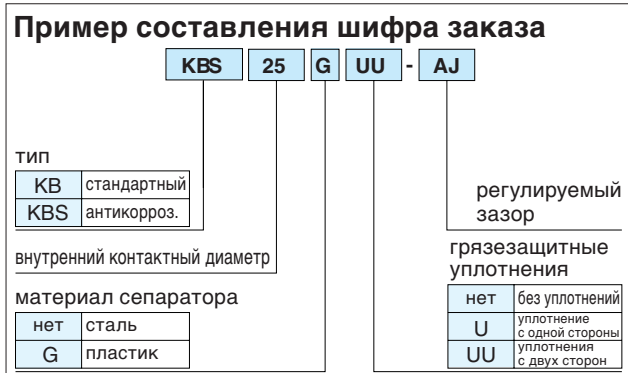 Пример составления шифра заказа
KBS 25 G UU - AJ
тип
KB стандартный
KBS антикорроз.
внутренний контактный диаметр
материал сепаратора
нет сталь
G пластик
регулируемый
зазор
грязезащитные
уплотнения
нет без уплотнений
U уплотнение
с одной стороны
UU уплотнения
с двух сторон